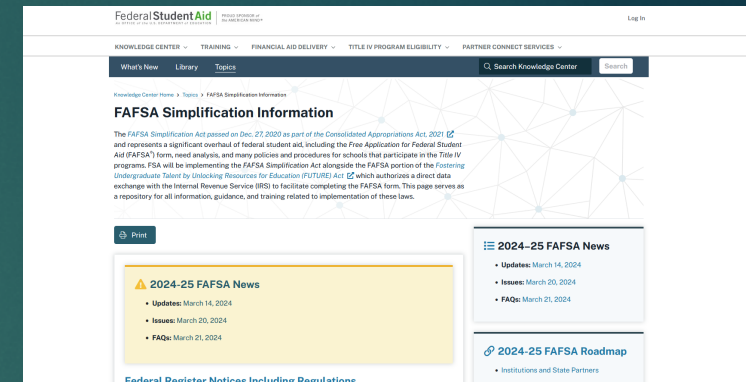 Federal Student Aid
An OFFICE of the U.S. DEPARTMENT of EDUCATION
PROUD SPONSOR of
the AMERICAN MIND®
Log In
KNOWLEDGE CENTER
TRAINING
FINANCIAL AID DELIVERY
TITLE IV PROGRAM ELIGIBILITY
PARTNER CONNECT SERVICES
What's New
Library
Topics
Search Knowledge Center
Search
Knowledge Center Home > Topics > FAFSA Simplification Information
FAFSA Simplification Information
The FAFSA Simplification Act passed on Dec. 27, 2020 as part of the Consolidated Appropriations Act, 2021
and represents a significant overhaul of federal student aid, including the Free Application for Federal Student
Aid (FAFSA®) form, need analysis, and many policies and procedures for schools that participate in the Title IV
programs. FSA will be implementing the FAFSA Simplification Act alongside the FAFSA portion of the Fostering
Undergraduate Talent by Unlocking Resources for Education (FUTURE) Act which authorizes a direct data
exchange with the Internal Revenue Service (IRS) to facilitate completing the FAFSA form. This page serves as
a repository for all information, guidance, and training related to implementation of these laws.
Print
2024-25 FAFSA News
• Updates: March 14, 2024
• Issues: March 20, 2024
• FAQs: March 21, 2024
Federal Register Notices Including Regulations
2024–25 FAFSA News
• Updates: March 14, 2024
• Issues: March 20, 2024
• FAQs: March 21, 2024
2024-25 FAFSA Roadmap
• Institutions and State Partners